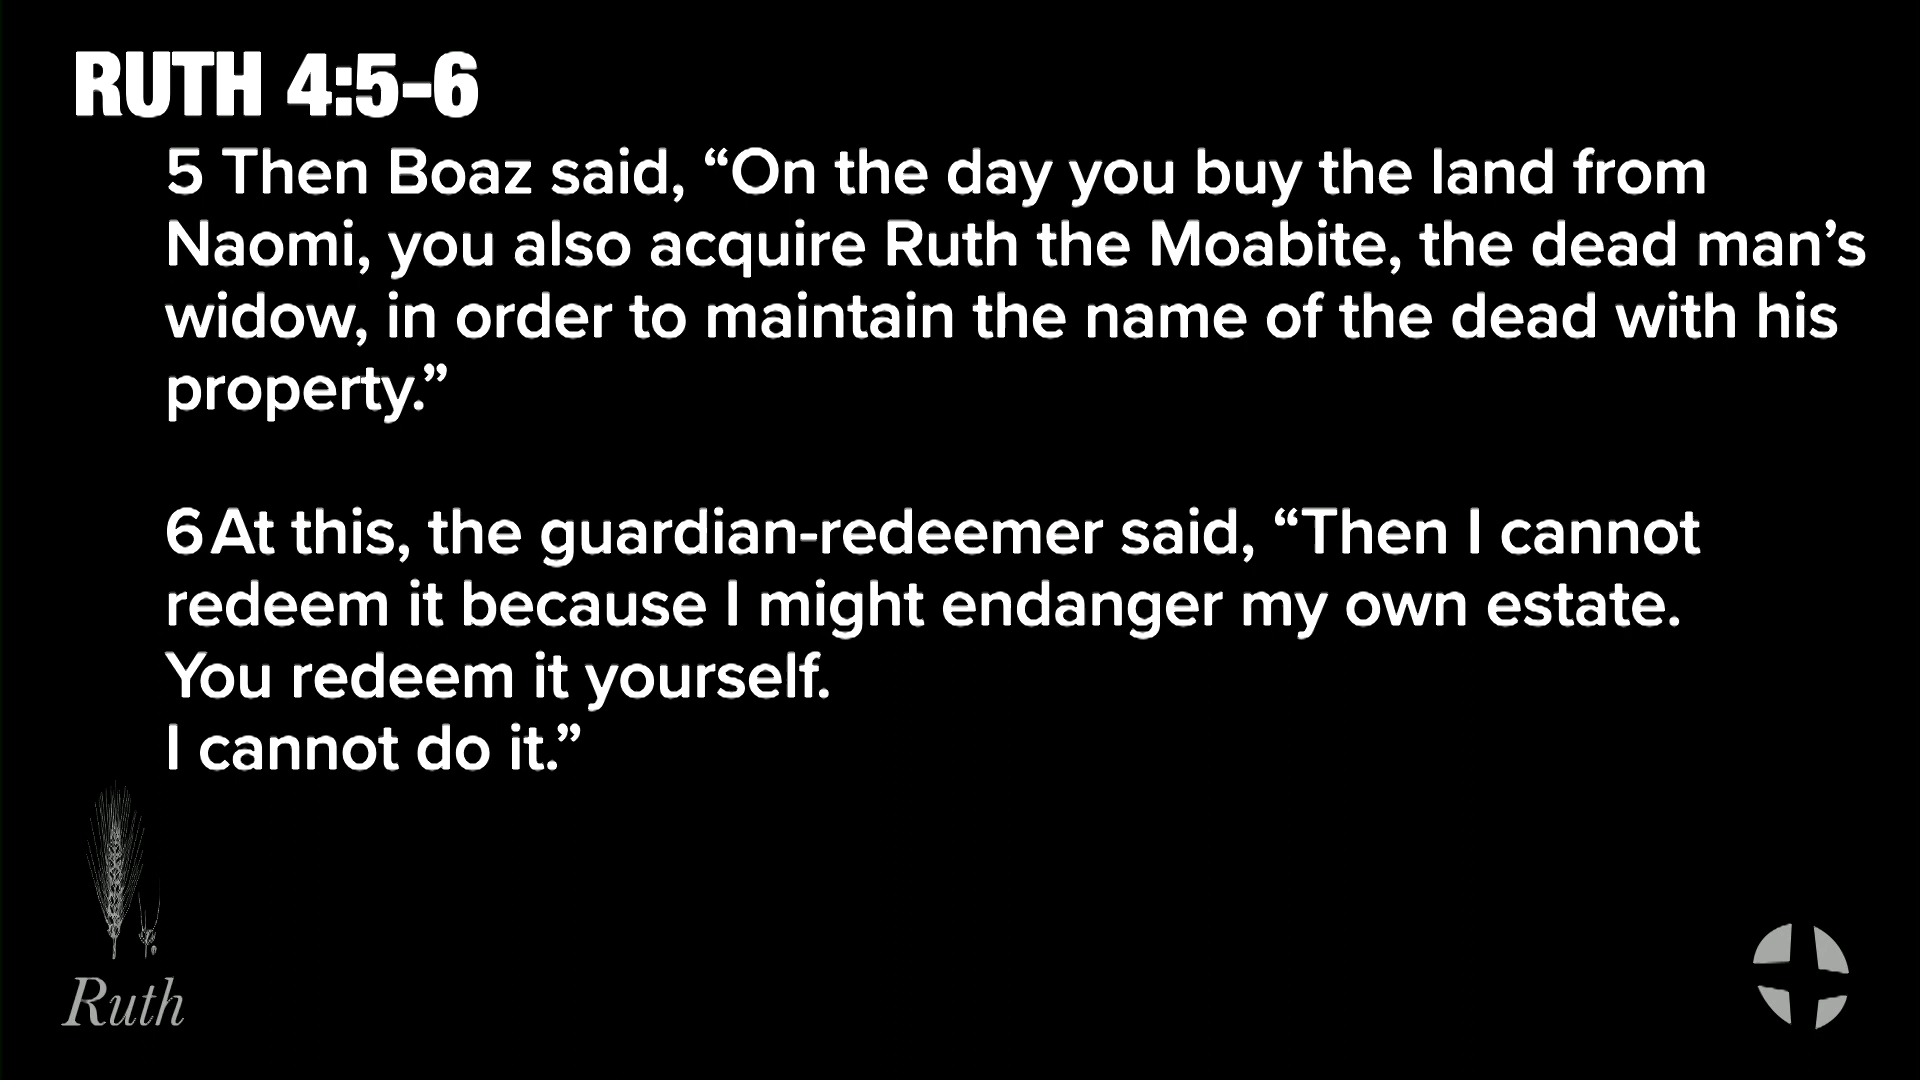 RUTH 4:5-6
5 Then Boaz said, “On the day you buy the land from
Naomi, you also acquire Ruth the Moabite, the dead man’s
widow, in order to maintain the name of the dead with his
property.”
6 At this, the guardian-redeemer said, “Then I cannot
redeem it because I might endanger my own estate.
You redeem it yourself.
I cannot do it.”
Ruth